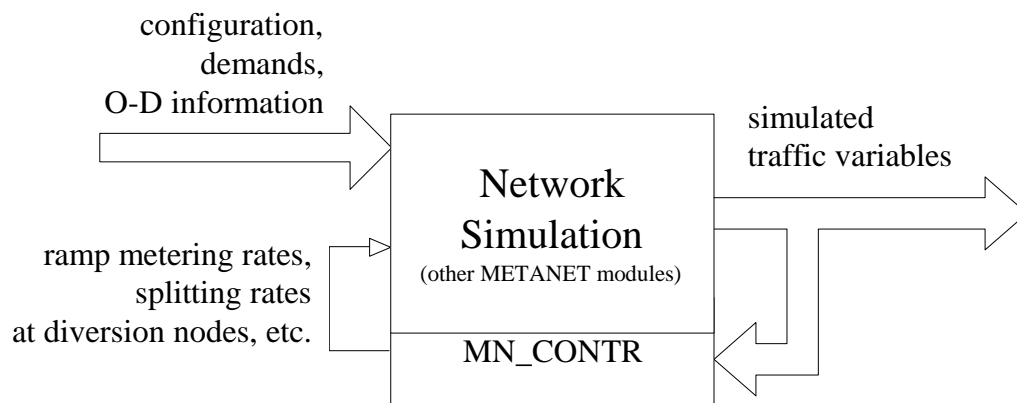 configuration,
demands,
O-D information
simulated
traffic variables
Network
Simulation
(other METANET modules)
ramp metering rates,
splitting rates
at diversion nodes, etc.
MN_CONTR